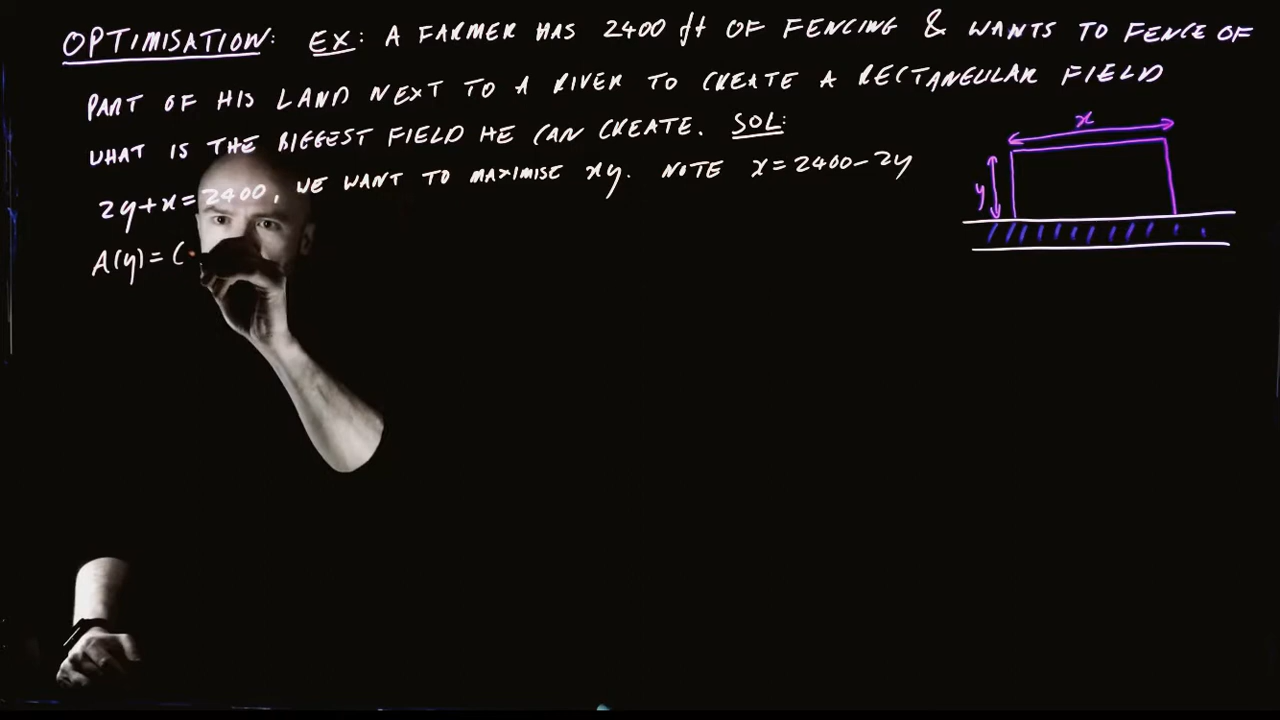 OPTIMISATION: EX: A FARMER HAS 2400 ft OF FENCING & WANTS TO FENCE OF
PART OF HIS LAND NEXT TO A RIVER TO CREATE A RECTANGULAR FIELD
WHAT IS THE BIGGEST FIELD HE CAN CREATE. SOL:
2y+x=2400, WE WANT TO MAXIMISE xy. NOTE x=2400-2y
A(y)=(
x
y